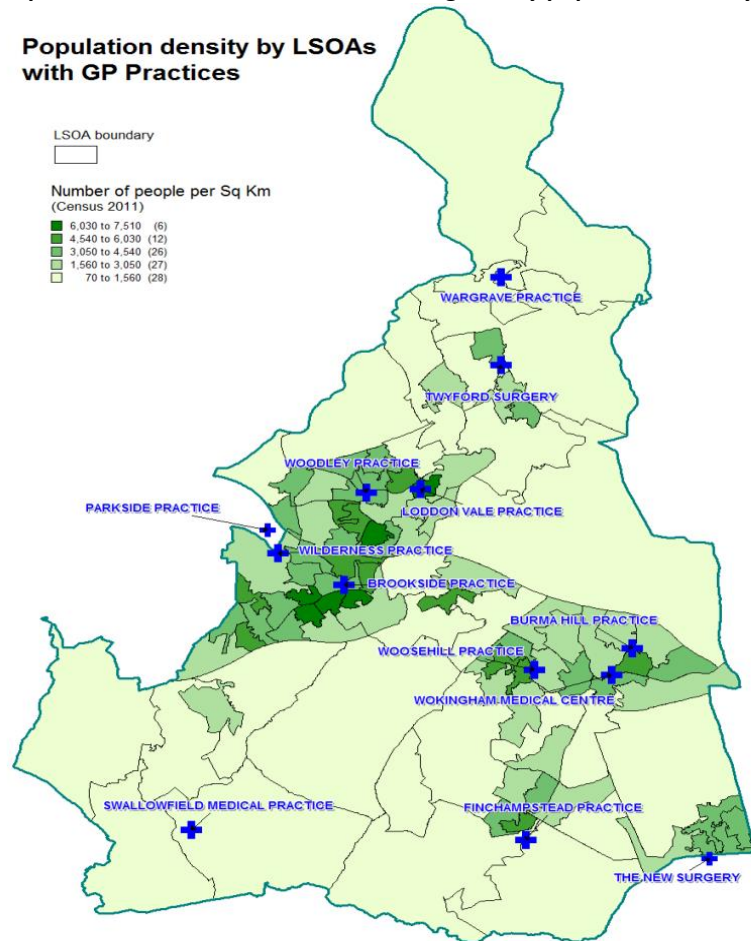 Population density by LSOAs
with GP Practices
LSOA boundary
Number of people per Sq Km
(Census 2011)
6,030 to 7,510 (6)
4,540 to 6,030 (12)
3,050 to 4,540 (26)
1,560 to 3,050 (27)
70 to 1,560 (28)
WARGRAVE PRACTICE
TWYFORD SURGERY
WOODLEY PRACTICE
PARKSIDE PRACTICE
LODDON VALE PRACTICE
WILDERNESS PRACTICE
BROOKSIDE PRACTICE
BURMA HILL PRACTICE
WOOSEHILL PRACTICE
WOKINGHAM MEDICAL CENTRE
SWALLOWFIELD MEDICAL PRACTICE
FINCHAMPSTEAD PRACTICE
THE NEW SURGERY